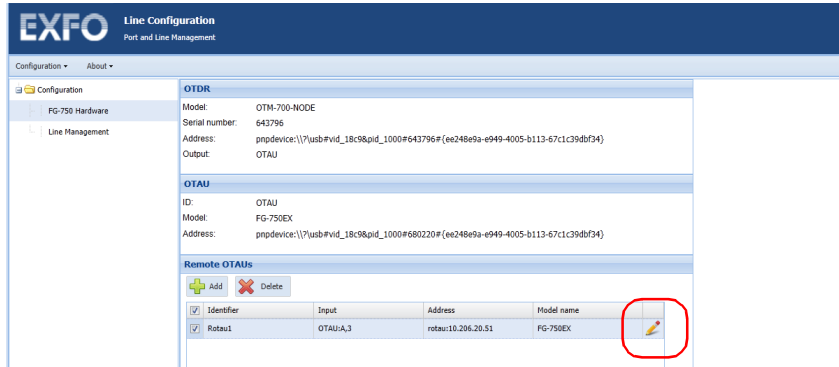 EXFO
Line Configuration
Port and Line Management
Configuration About
Configuration
FG-750 Hardware
Line Management
OTDR
Model: OTM-700-NODE
Serial number: 643796
Address: pnpdevice:\\?\usb#vid_18c9&pid_1000#643796#{ee248e9a-e949-4005-b113-67c1c39dbf34}
Output: OTAU
OTAU
ID: OTAU
Model: FG-750EX
Address: pnpdevice:\\?\usb#vid_18c9&pid_1000#680220#{ee248e9a-e949-4005-b113-67c1c39dbf34}
Remote OTAUs
Add Delete
Identifier Input Address Model name
Rotau1 OTAU:A,3 rotau:10.206.20.51 FG-750EX